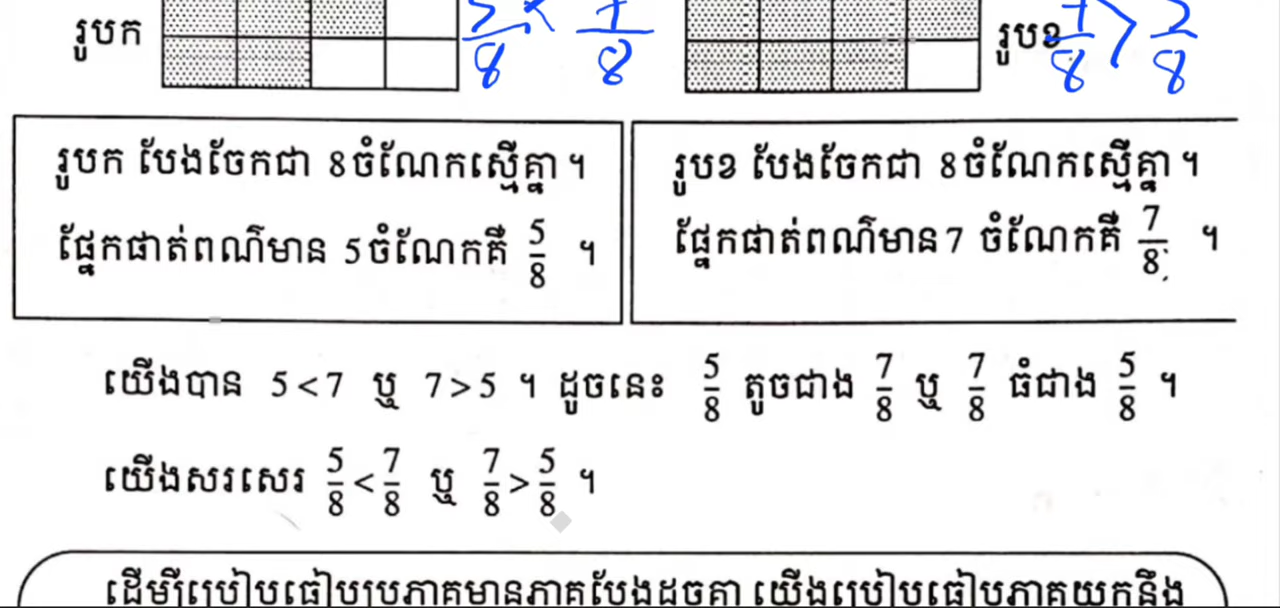 រូបក 5/8 < 7/8 រូបខ 7/8 > 5/8
រូបក បែងចែកជា 8 ចំណែកស្មើគ្នា ។
ផ្នែកផាត់ពណ៌មាន 5 ចំណែកគឺ 5/8 ។
រូបខ បែងចែកជា 8 ចំណែកស្មើគ្នា ។
ផ្នែកផាត់ពណ៌មាន 7 ចំណែកគឺ 7/8 ។
យើងបាន 5 < 7 ឬ 7 > 5 ។ ដូចនេះ 5/8 តូចជាង 7/8 ឬ 7/8 ធំជាង 5/8 ។
យើងសរសេរ 5/8 < 7/8 ឬ 7/8 > 5/8 ។
ដើម្បីប្រៀបធៀបប្រភាគមានភាគបែងដូចគ្នា យើងប្រៀបធៀបភាគយកនឹង